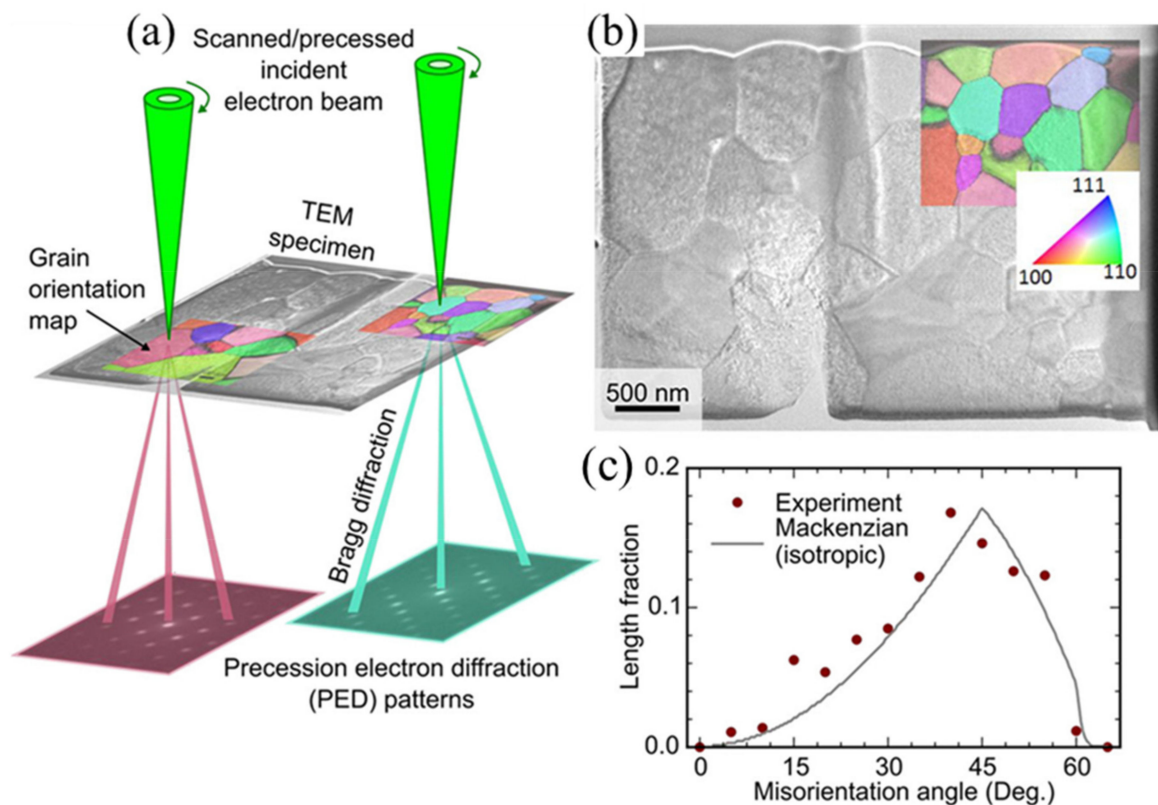 (a)
Scanned/precessed
incident
electron beam
TEM
specimen
Grain
orientation
map
Bragg diffraction
Precession electron diffraction
(PED) patterns
(b)
111
100
110
500 nm
(c)
0.2
0.1
0.0
Length fraction
Experiment
Mackenzian
(isotropic)
0
15
30
45
60
Misorientation angle (Deg.)